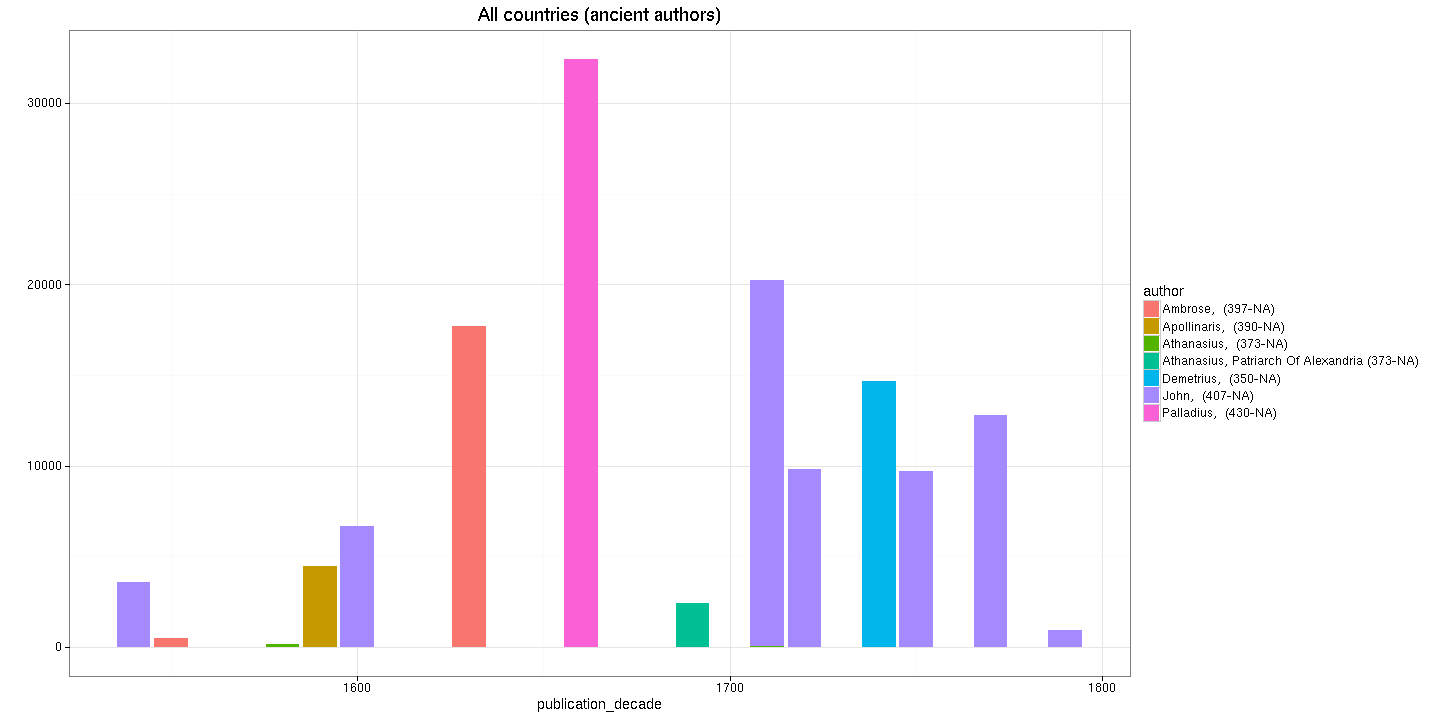 All countries (ancient authors)
30000
20000
10000
0
1600
1700
1800
publication_decade
author
Ambrose,  (397-NA)
Apollinaris,  (390-NA)
Athanasius,  (373-NA)
Athanasius, Patriarch Of Alexandria (373-NA)
Demetrius,  (350-NA)
John,  (407-NA)
Palladius,  (430-NA)